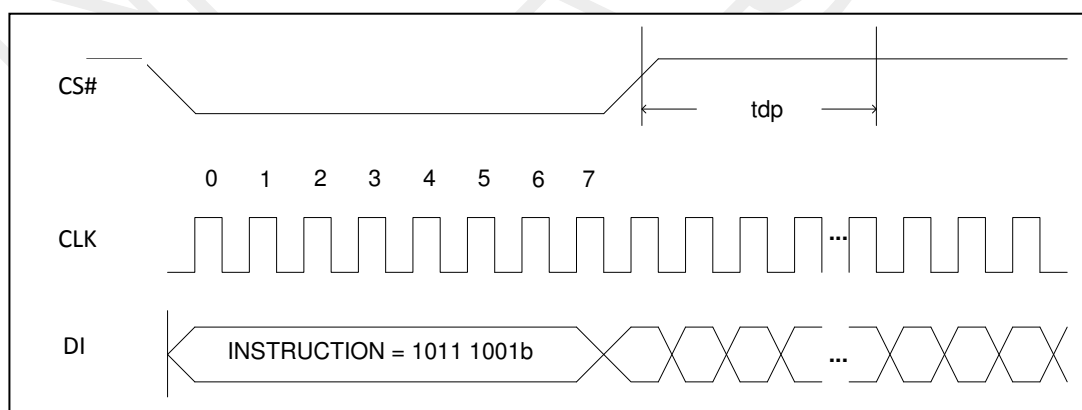 CS#
tdp
0 1 2 3 4 5 6 7
CLK
...
DI
INSTRUCTION = 1011 1001b
...